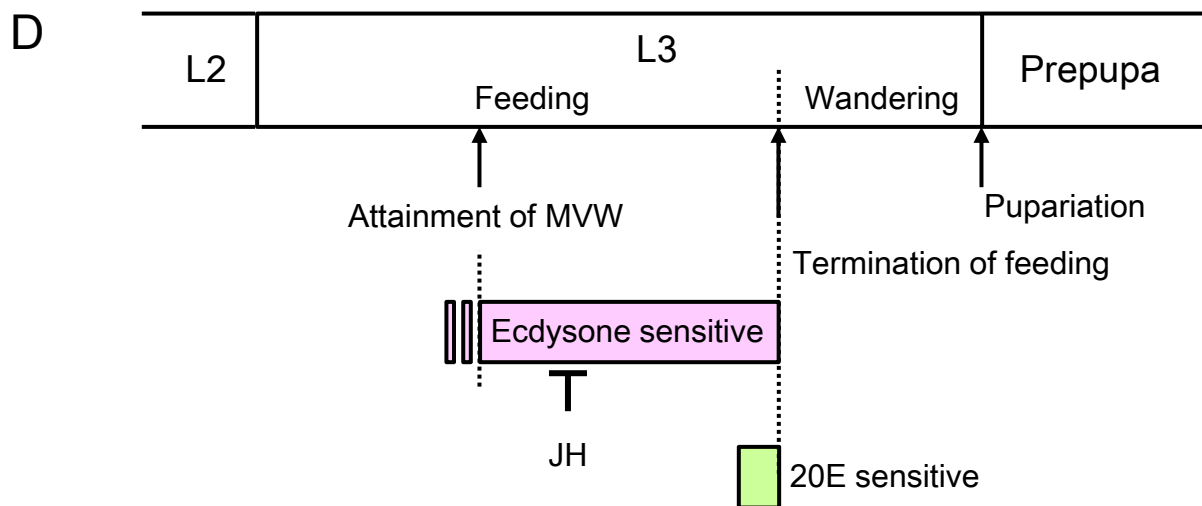 D
L2
L3
Prepupa
Feeding
Wandering
Attainment of MVW
Pupariation
Termination of feeding
Ecdysone sensitive
JH
20E sensitive